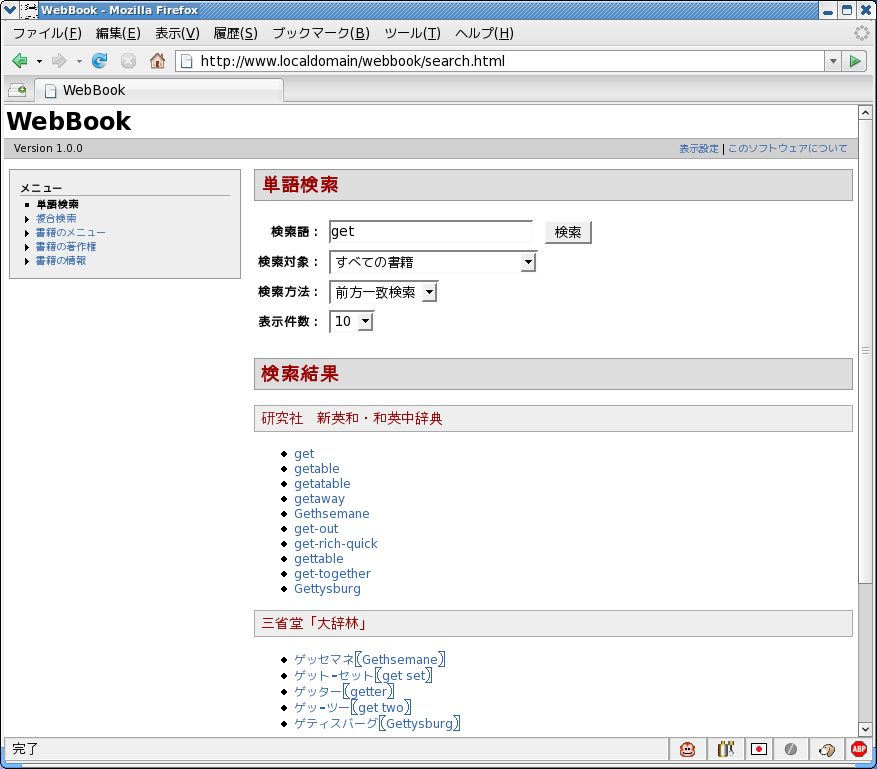 WebBook - Mozilla Firefox
ファイル(F) 編集(E) 表示(V) 履歴(S) ブックマーク(B) ツール(T) ヘルプ(H)
http://www.localdomain/webbook/search.html
WebBook
WebBook
Version 1.0.0 表示設定 | このソフトウェアについて
メニュー
単語検索
複合検索
書籍のメニュー
書籍の著作権
書籍の情報
単語検索
検索語： get 検索
検索対象： すべての書籍
検索方法： 前方一致検索
表示件数： 10
検索結果
研究社　新英和・和英中辞典
get
getable
getatable
getaway
Gethsemane
get-out
get-rich-quick
gettable
get-together
Gettysburg
三省堂「大辞林」
ゲッセマネ〖Gethsemane〗
ゲット-セット〖get set〗
ゲッター〖getter〗
ゲッ-ツー〖get two〗
ゲティスバーグ〖Gettysburg〗
完了 ABP